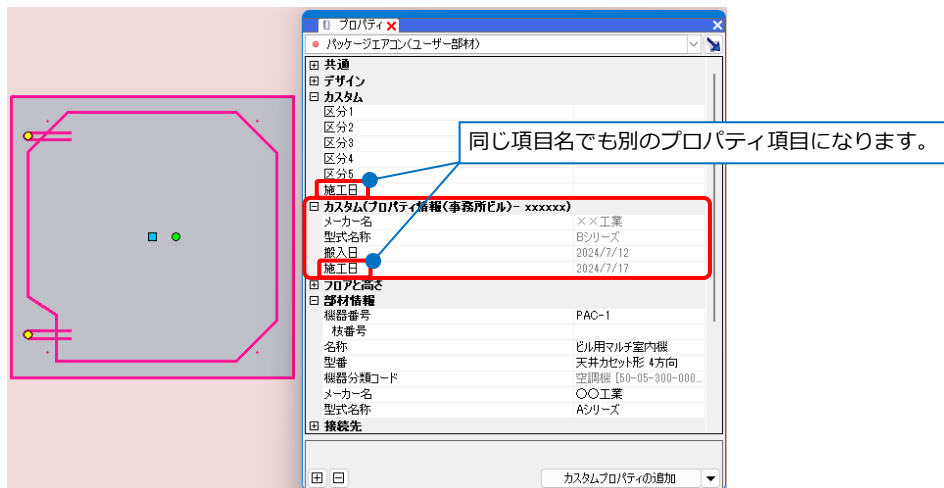 プロパティ
パッケージエアコン(ユーザー部材)
共通
デザイン
カスタム
区分1
区分2
区分3
区分4
区分5
施工日
同じ項目名でも別のプロパティ項目になります。
カスタム(プロパティ情報(事務所ビル)- xxxxxx)
メーカー名 ××工業
型式名称 Bシリーズ
搬入日 2024/7/12
施工日 2024/7/17
フロアと高さ
部材情報
機器番号 PAC-1
枝番号
名称 ビル用マルチ室内機
型番 天井カセット形 4方向
機器分類コード 空調機 [50-05-300-000...
メーカー名 〇〇工業
型式名称 Aシリーズ
接続先
カスタムプロパティの追加